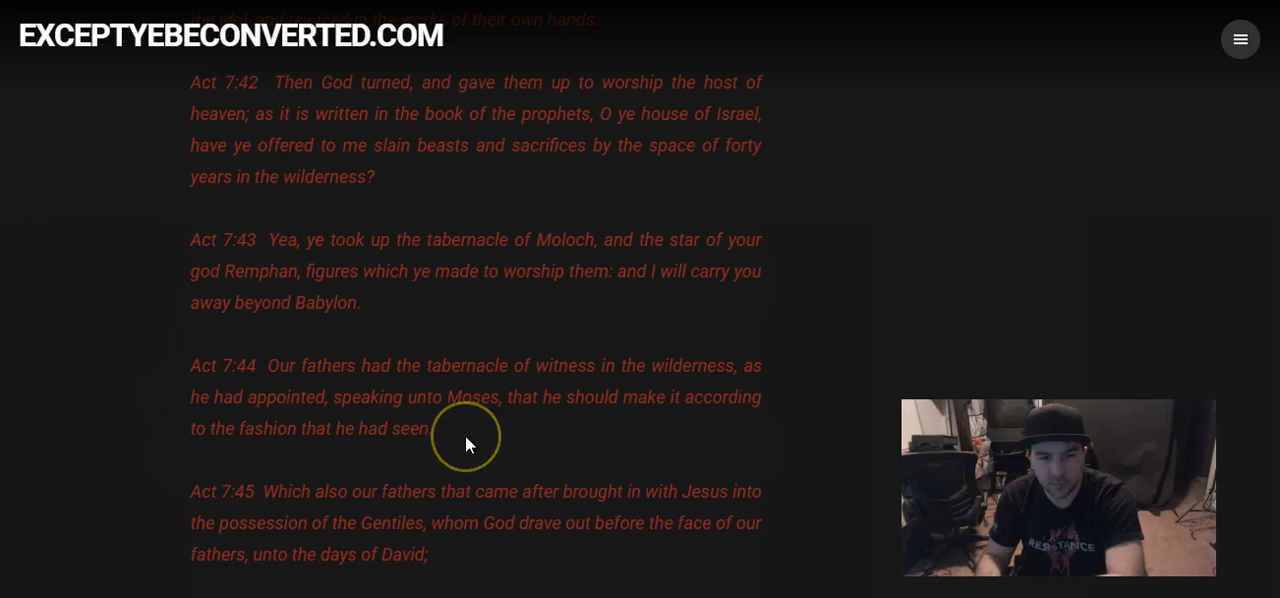 the idol, and rejoiced in the works of their own hands.
EXCEPTYEBECONVERTED.COM
Act 7:42 Then God turned, and gave them up to worship the host of
heaven; as it is written in the book of the prophets, O ye house of Israel,
have ye offered to me slain beasts and sacrifices by the space of forty
years in the wilderness?
Act 7:43 Yea, ye took up the tabernacle of Moloch, and the star of your
god Remphan, figures which ye made to worship them: and I will carry you
away beyond Babylon.
Act 7:44 Our fathers had the tabernacle of witness in the wilderness, as
he had appointed, speaking unto Moses, that he should make it according
to the fashion that he had seen.
Act 7:45 Which also our fathers that came after brought in with Jesus into
the possession of the Gentiles, whom God drave out before the face of our
fathers, unto the days of David;
RESISTANCE